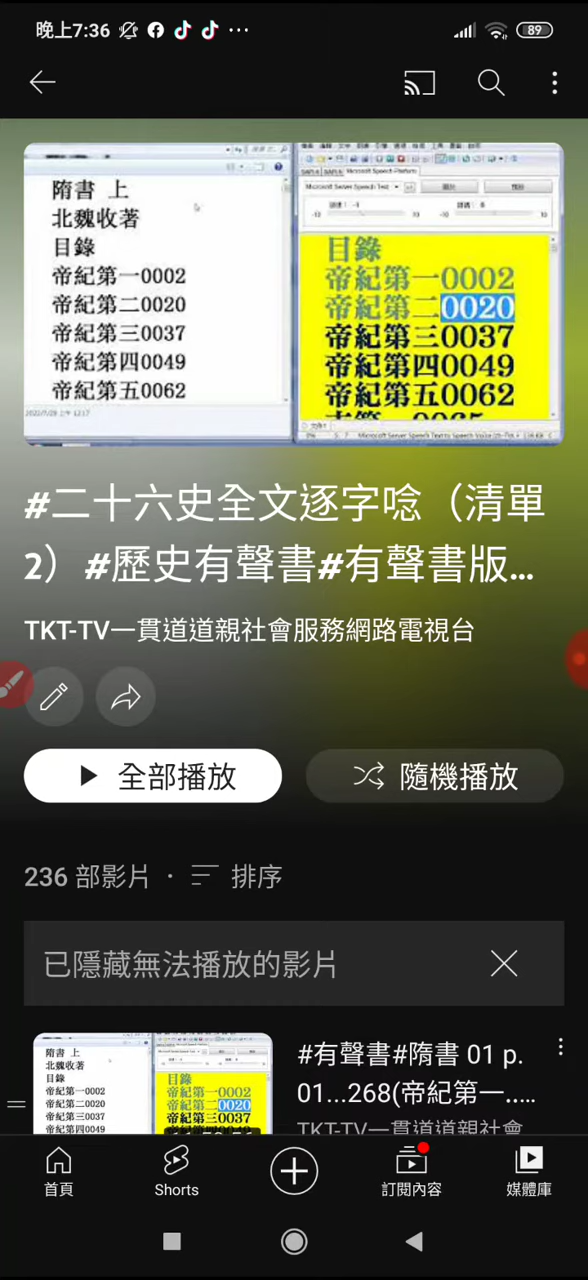 晚上7:36
89
隋書 上
北魏收著
目錄
帝紀第一0002
帝紀第二0020
帝紀第三0037
帝紀第四0049
帝紀第五0062
目錄
帝紀第一0002
帝紀第二0020
帝紀第三0037
帝紀第四0049
帝紀第五0062
#二十六史全文逐字唸（清單
2）#歷史有聲書#有聲書版...
TKT-TV一貫道道親社會服務網路電視台
全部播放
隨機播放
236 部影片 · 排序
已隱藏無法播放的影片
隋書 上
北魏收著
目錄
帝紀第一0002
帝紀第二0020
帝紀第三0037
帝紀第四0049
目錄
帝紀第一0002
帝紀第二0020
帝紀第三0037
#有聲書#隋書 01 p.
01...268(帝紀第一......
TKT-TV一貫道道親社會
首頁
Shorts
訂閱內容
媒體庫